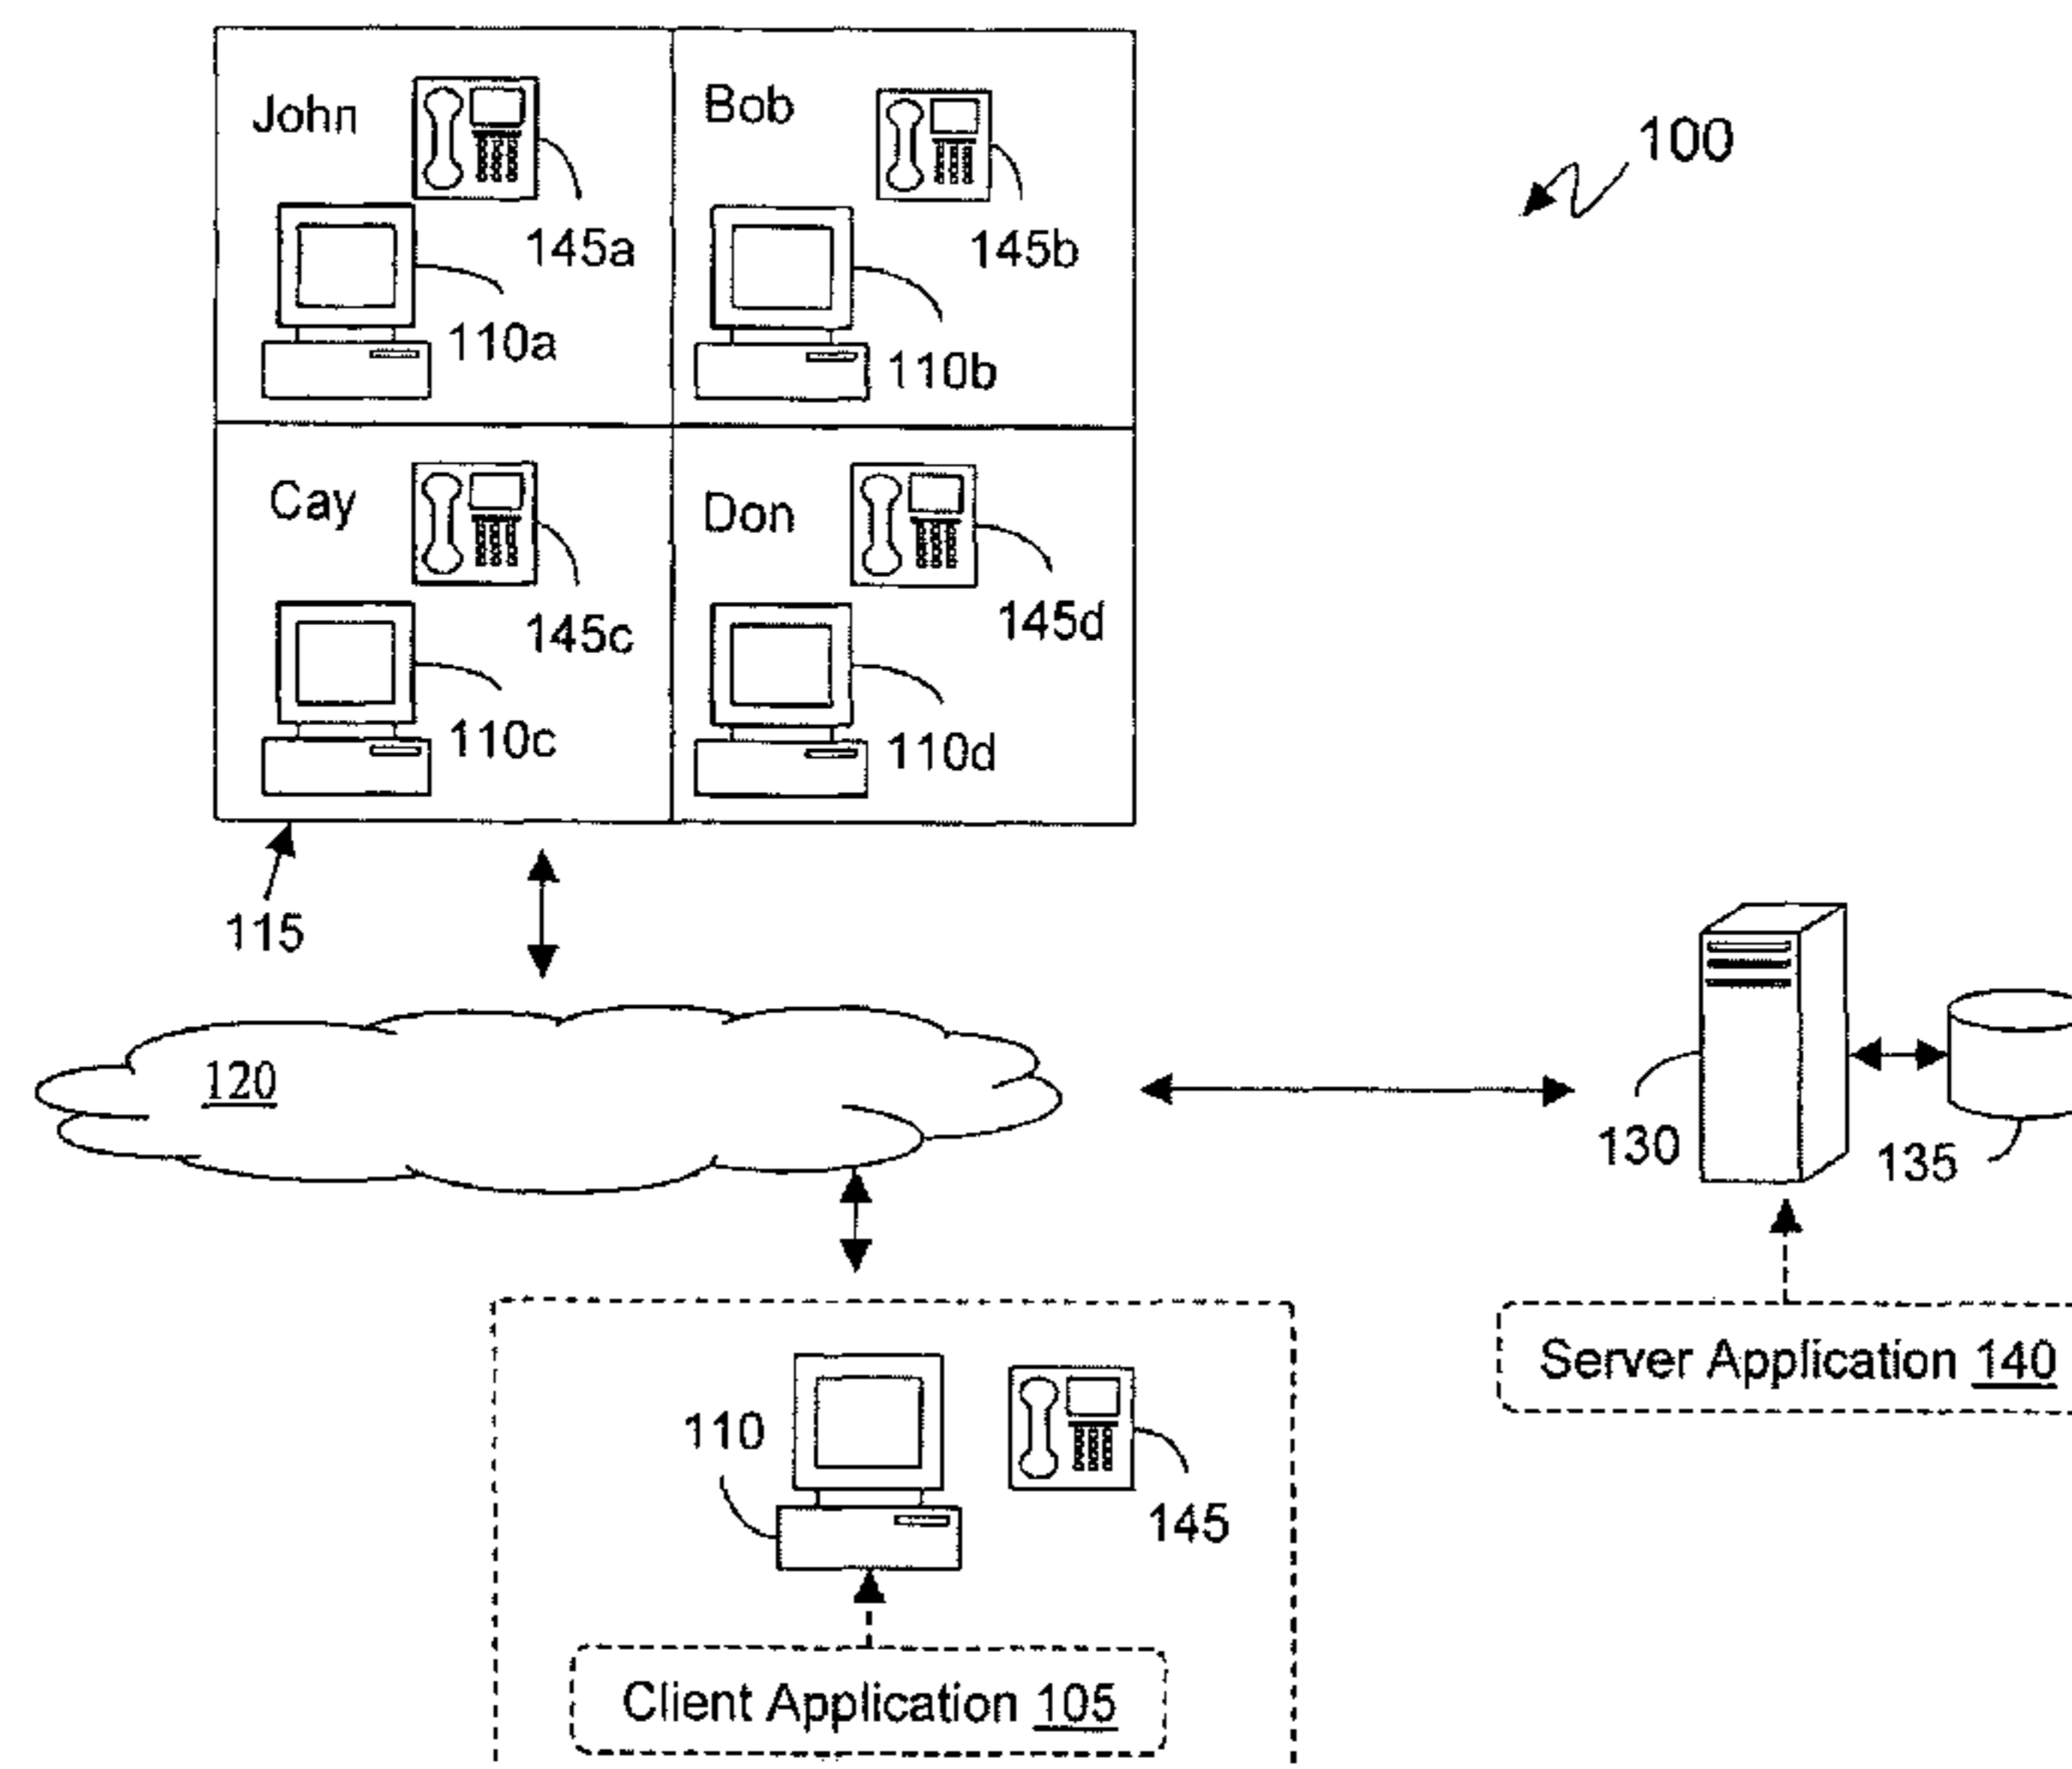 John
Bob
100
145a
145b
110a
110b
Cay
Don
145c
145d
110c
110d
115
120
130
135
Server Application 140
110
145
Client Application 105